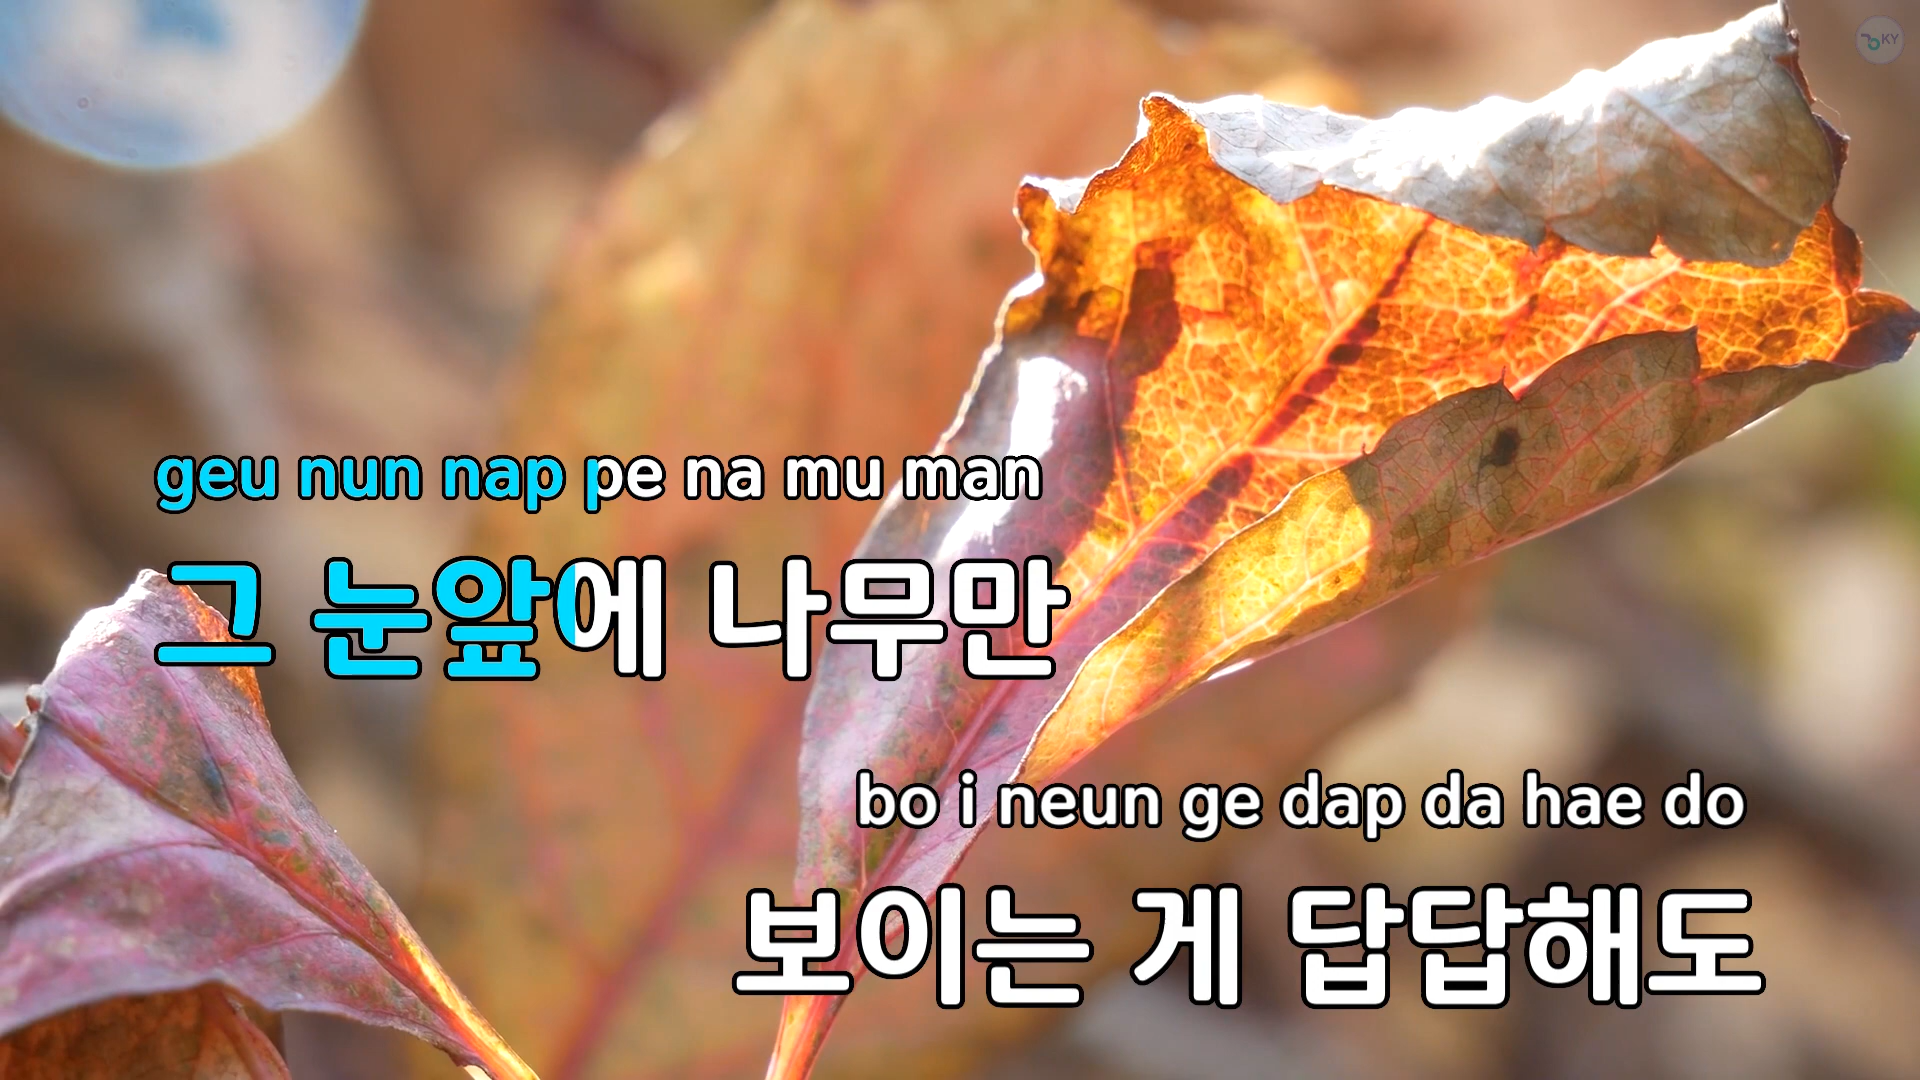 KY
geu nun nap pe na mu man
그 눈앞에 나무만
bo i neun ge dap da hae do
보이는 게 답답해도